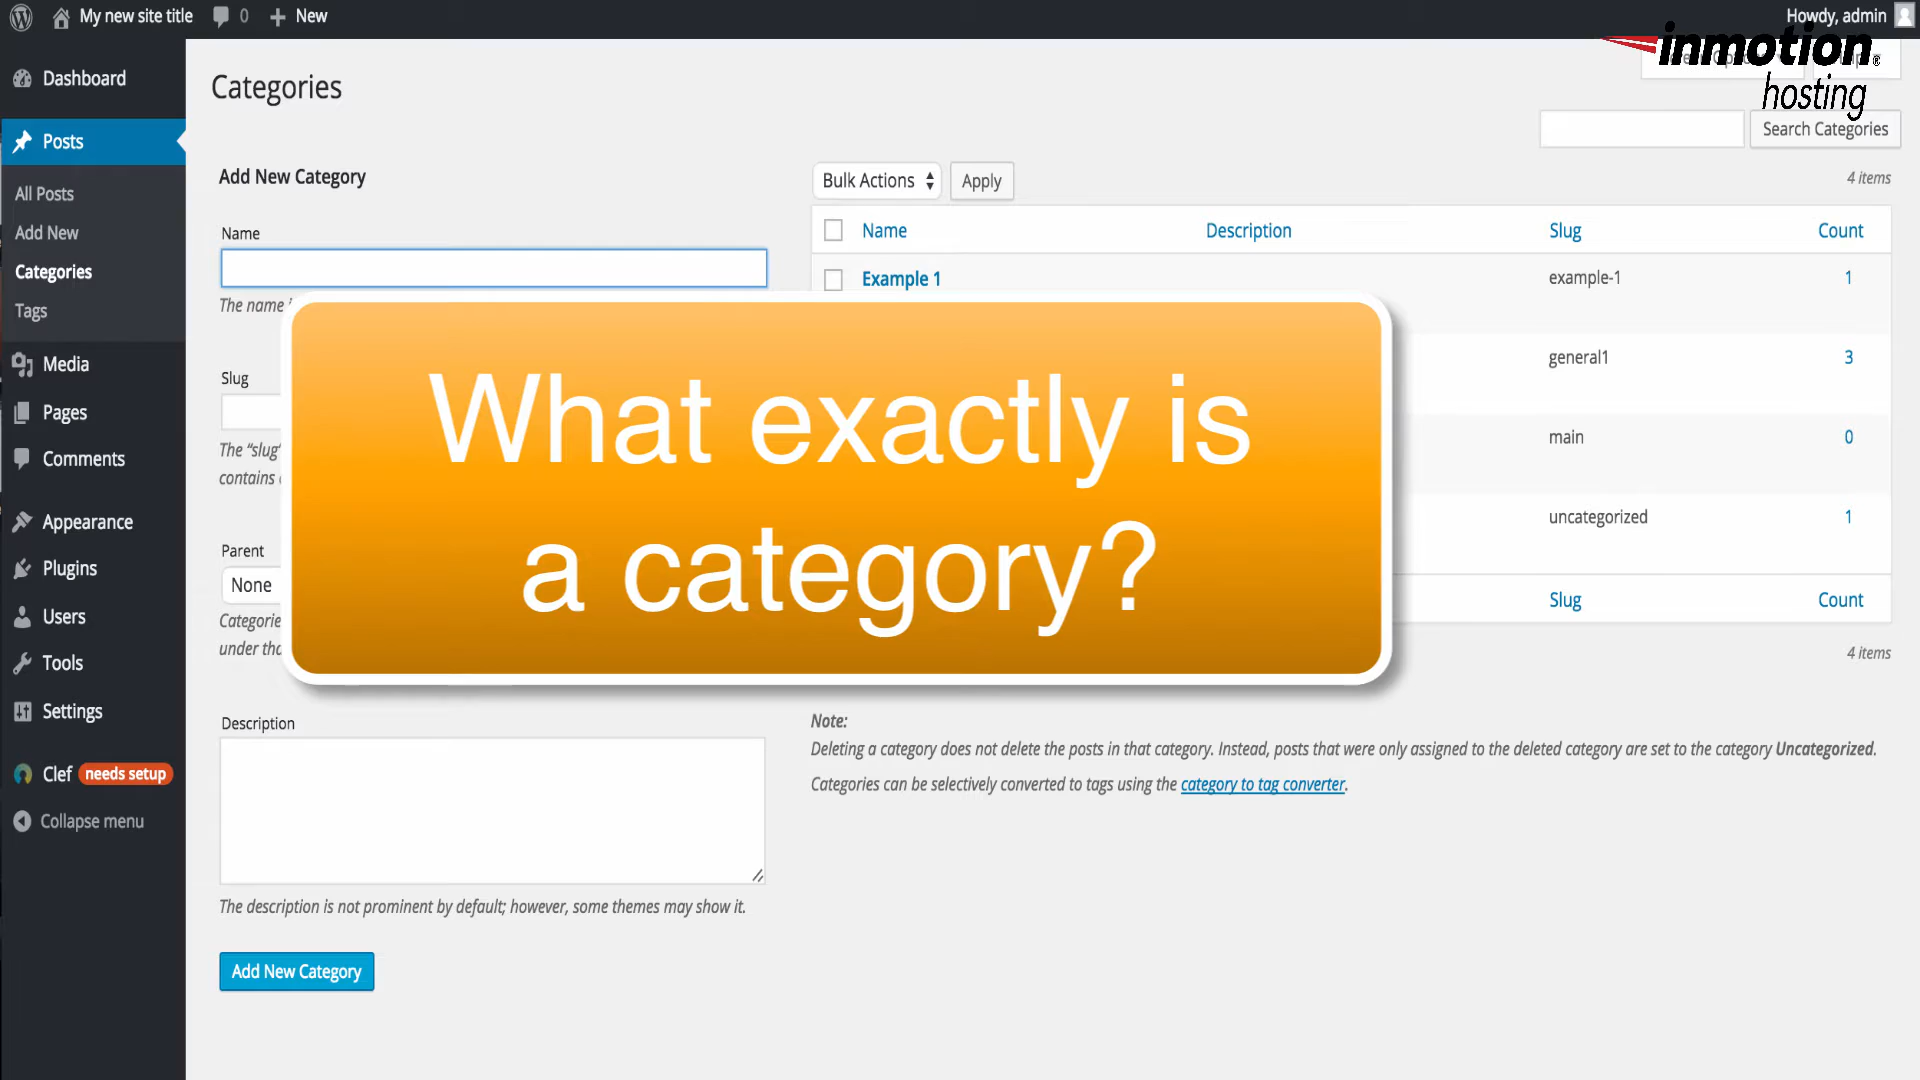 My new site title 0 New
Howdy, admin
inmotion
hosting
Dashboard
Posts
All Posts
Add New
Categories
Tags
Media
Pages
Comments
Appearance
Plugins
Users
Tools
Settings
Clef needs setup
Collapse menu
Categories
Search Categories
Add New Category
Name
The name
Slug
The “slug”
contains
Parent
None
Categorie
under tho
Description
The description is not prominent by default; however, some themes may show it.
Add New Category
Bulk Actions Apply
4 items
Name Description Slug Count
Example 1 example-1 1
general1 3
main 0
uncategorized 1
Slug Count
4 items
What exactly is
a category?
Note:
Deleting a category does not delete the posts in that category. Instead, posts that were only assigned to the deleted category are set to the category Uncategorized.
Categories can be selectively converted to tags using the category to tag converter.